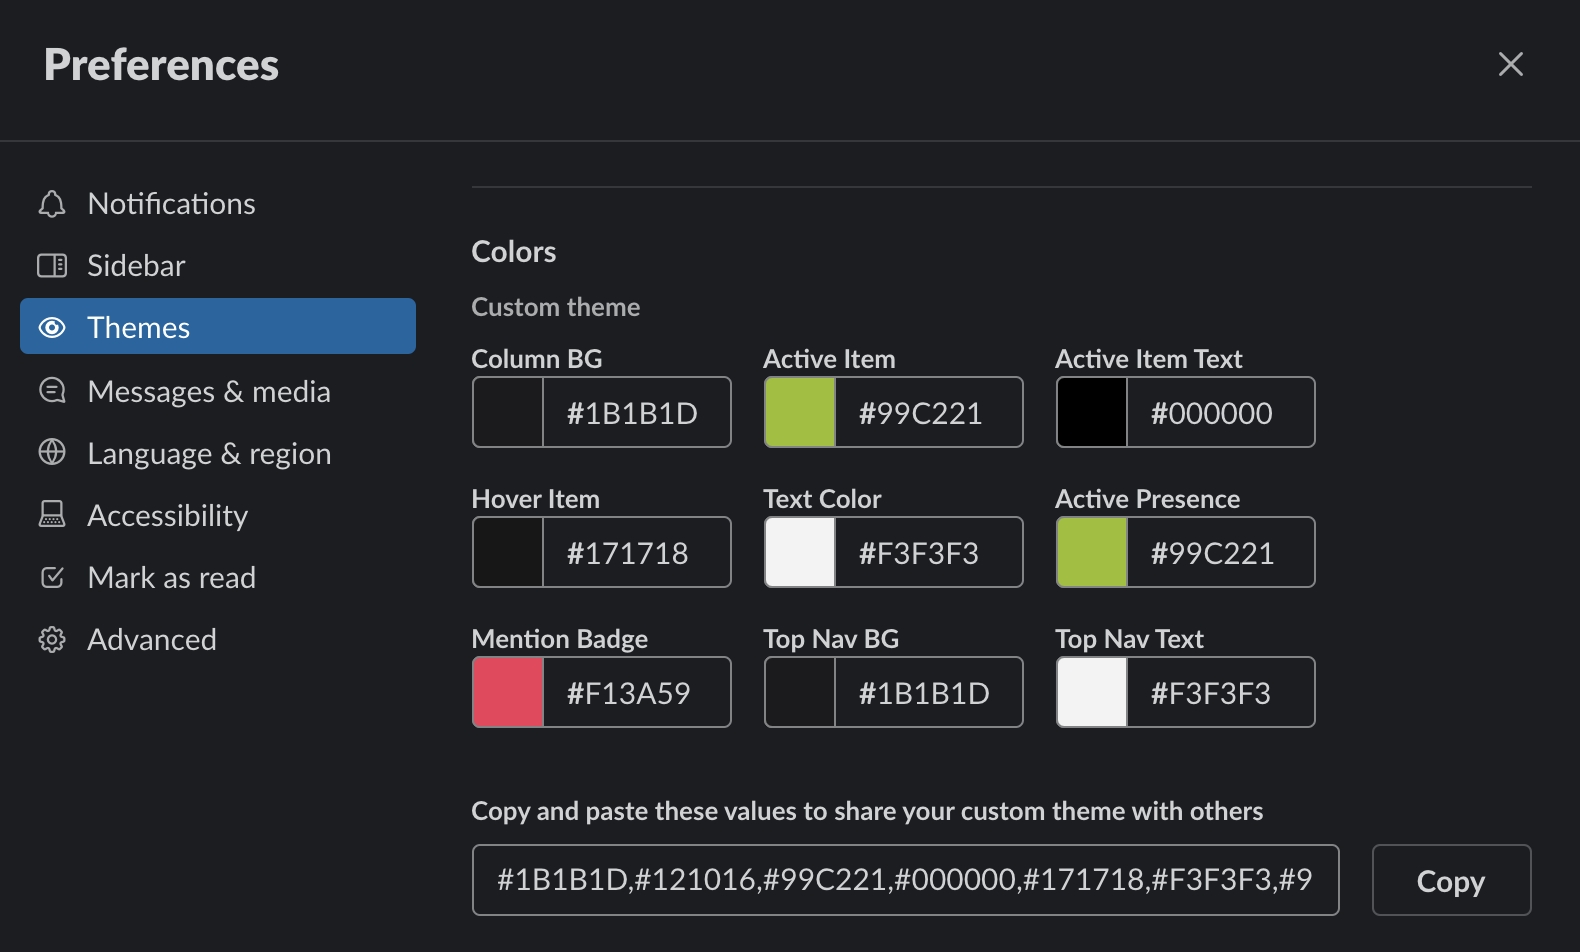 Preferences
Notifications
Sidebar
Themes
Messages & media
Language & region
Accessibility
Mark as read
Advanced
Colors
Custom theme
Column BG
#1B1B1D
Active Item
#99C221
Active Item Text
#000000
Hover Item
#171718
Text Color
#F3F3F3
Active Presence
#99C221
Mention Badge
#F13A59
Top Nav BG
#1B1B1D
Top Nav Text
#F3F3F3
Copy and paste these values to share your custom theme with others
#1B1B1D,#121016,#99C221,#000000,#171718,#F3F3F3,#9
Copy